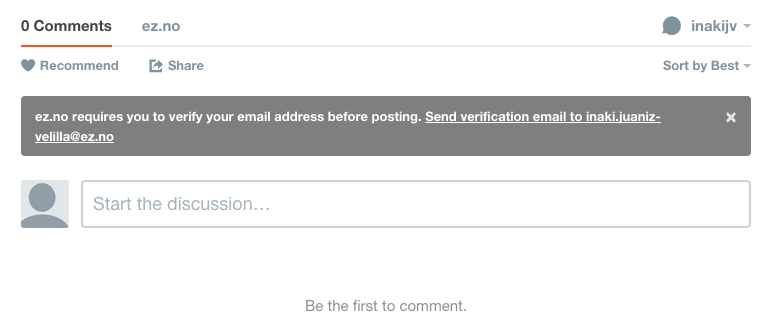 0 Comments ez.no inakijv
Recommend Share Sort by Best
ez.no requires you to verify your email address before posting. Send verification email to inaki.juaniz-
velilla@ez.no ×
Start the discussion…
Be the first to comment.